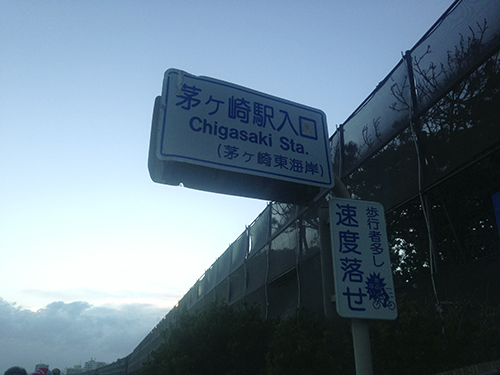 茅ヶ崎駅入口
Chigasaki Sta.
(茅ヶ崎東海岸)
歩行者多し
速度落せ